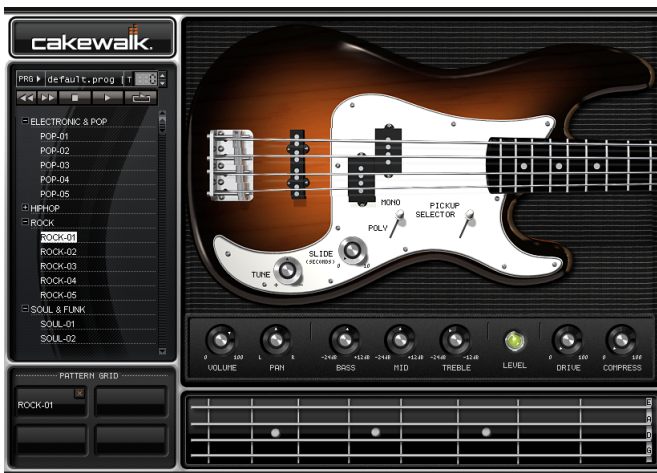 cakewalk.
PRG default.prog [T
ELECTRONIC & POP
POP-01
POP-02
POP-03
POP-04
POP-05
HIPHOP
ROCK
ROCK-01
ROCK-02
ROCK-03
ROCK-04
ROCK-05
SOUL & FUNK
SOUL-01
SOUL-02
PATTERN GRID
ROCK-01
MONO
POLY
PICKUP
SELECTOR
SLIDE
(SECONDS)
0 10
TUNE
- +
0 100
VOLUME
L R
PAN
-24dB +12dB
BASS
-24dB +12dB
MID
-24dB +12dB
TREBLE
LEVEL
0 100
DRIVE
0 100
COMPRESS
E
A
D
G